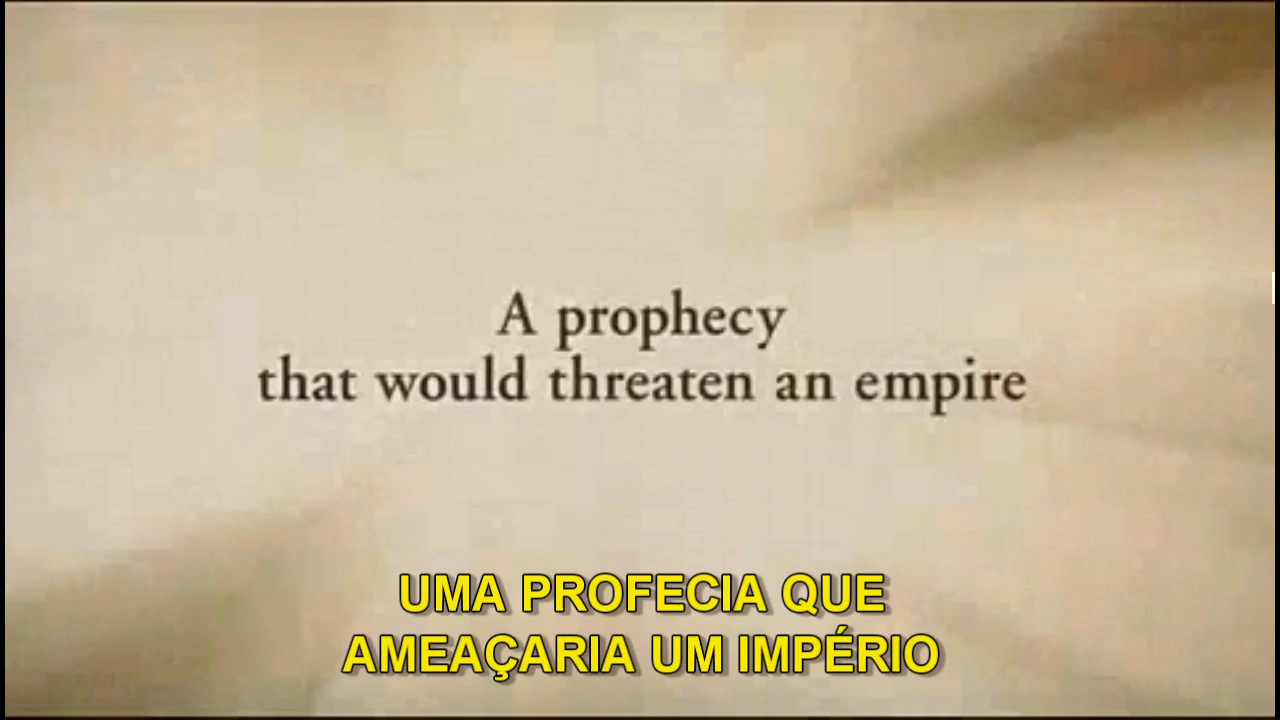 A prophecy
that would threaten an empire
UMA PROFECIA QUE
AMEAÇARIA UM IMPÉRIO